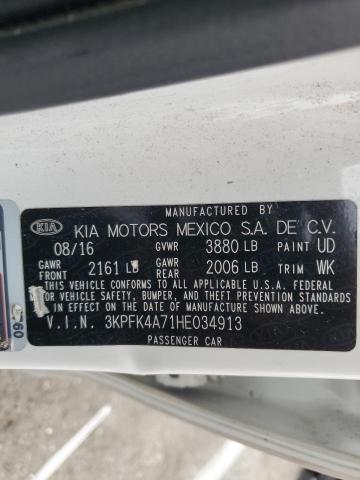 MANUFACTURED BY
KIA KIA MOTORS MEXICO S.A. DE C.V.
08/16 GVWR 3880 LB PAINT UD
GAWR FRONT 2161 LB GAWR REAR 2006 LB TRIM WK
THIS VEHICLE CONFORMS TO ALL APPLICABLE U.S.A. FEDERAL
MOTOR VEHICLE SAFETY, BUMPER, AND THEFT PREVENTION STANDARDS
IN EFFECT ON THE DATE OF MANUFACTURE SHOWN ABOVE.
V.I.N. 3KPFK4A71HE034913
PASSENGER CAR
60